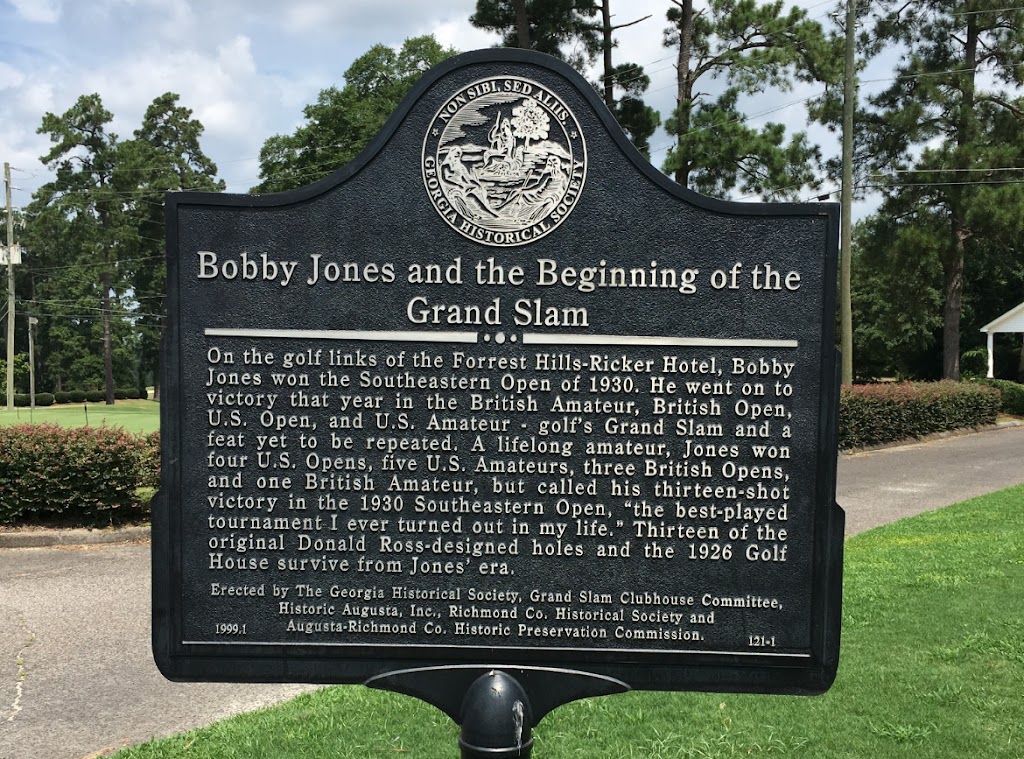 NON SIBI, SED ALIIS.
GEORGIA HISTORICAL SOCIETY
Bobby Jones and the Beginning of the
Grand Slam
On the golf links of the Forrest Hills-Ricker Hotel, Bobby
Jones won the Southeastern Open of 1930. He went on to
victory that year in the British Amateur, British Open,
U.S. Open, and U.S. Amateur - golf's Grand Slam and a
feat yet to be repeated. A lifelong amateur, Jones won
four U.S. Opens, five U.S. Amateurs, three British Opens,
and one British Amateur, but called his thirteen-shot
victory in the 1930 Southeastern Open, "the best-played
tournament I ever turned out in my life." Thirteen of the
original Donald Ross-designed holes and the 1926 Golf
House survive from Jones' era.
Erected by The Georgia Historical Society, Grand Slam Clubhouse Committee,
Historic Augusta, Inc., Richmond Co. Historical Society and
Augusta-Richmond Co. Historic Preservation Commission.
1999.1 121-1